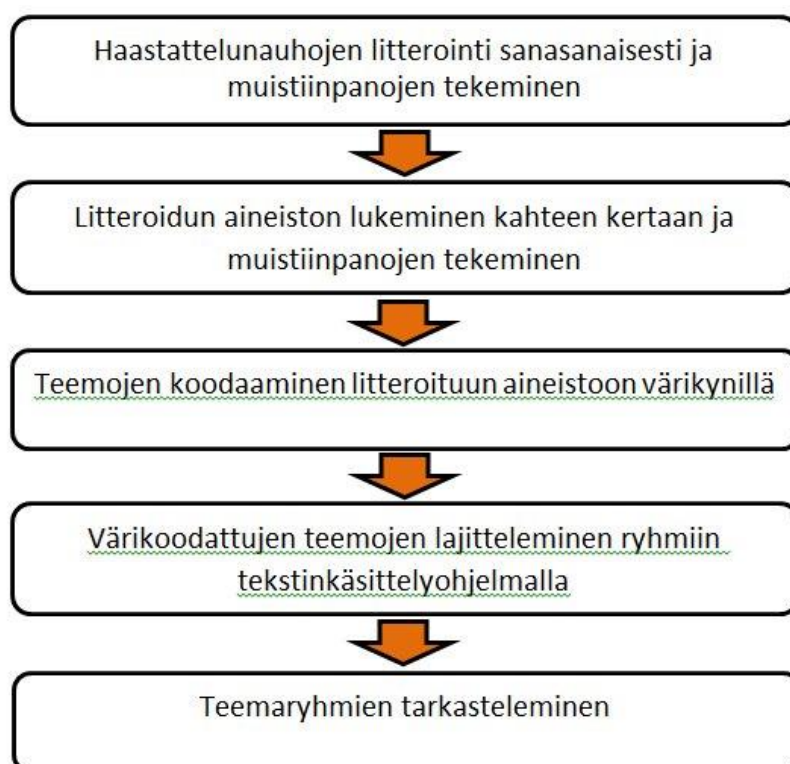 Haastattelunauhojen litterointi sanasanaisesti ja
muistiinpanojen tekeminen
Litteroidun aineiston lukeminen kahteen kertaan ja
muistiinpanojen tekeminen
Teemojen koodaaminen litteroituun aineistoon värikynillä
Värikoodattujen teemojen lajitteleminen ryhmiin
tekstinkäsittelyohjelmalla
Teemaryhmien tarkasteleminen